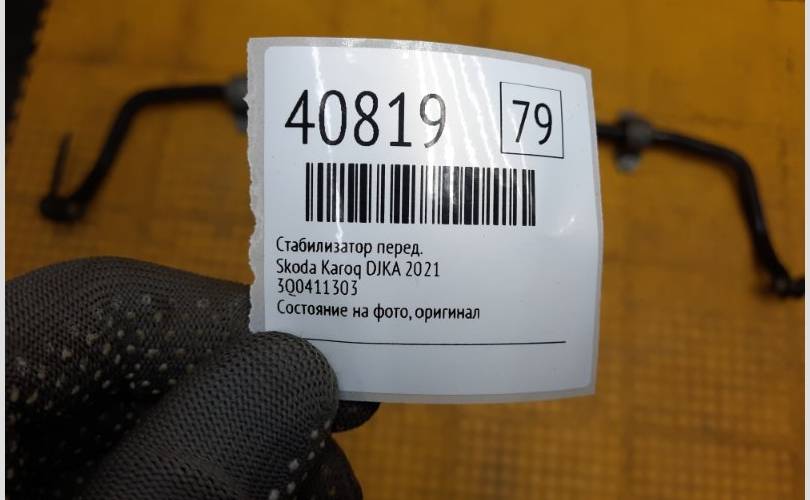 40819 79
Стабилизатор перед.
Skoda Karoq DJKA 2021
3Q0411303
Состояние на фото, оригинал